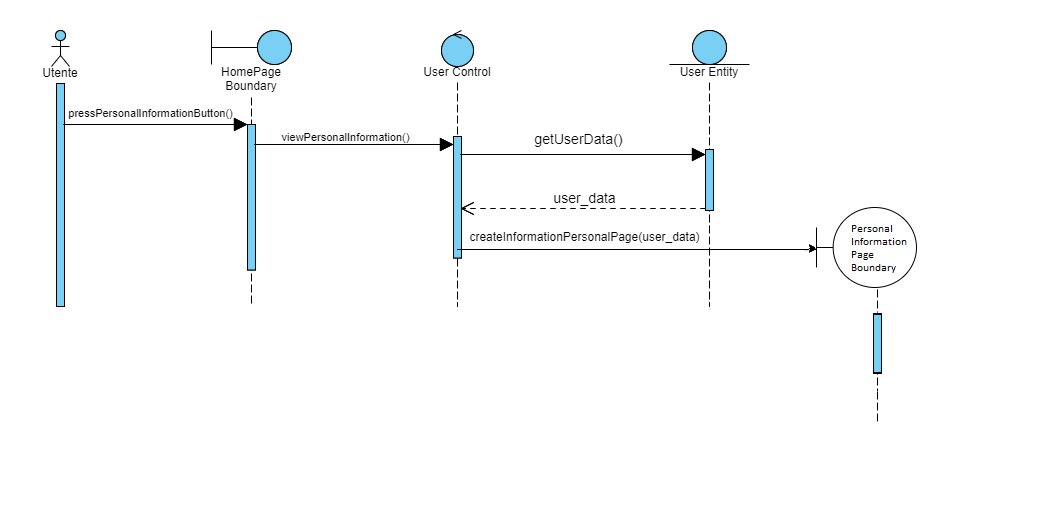 Utente
HomePage
Boundary
User Control
User Entity
pressPersonalInformationButton()
viewPersonalInformation()
getUserData()
user_data
createInformationPersonalPage(user_data)
Personal
Information
Page
Boundary